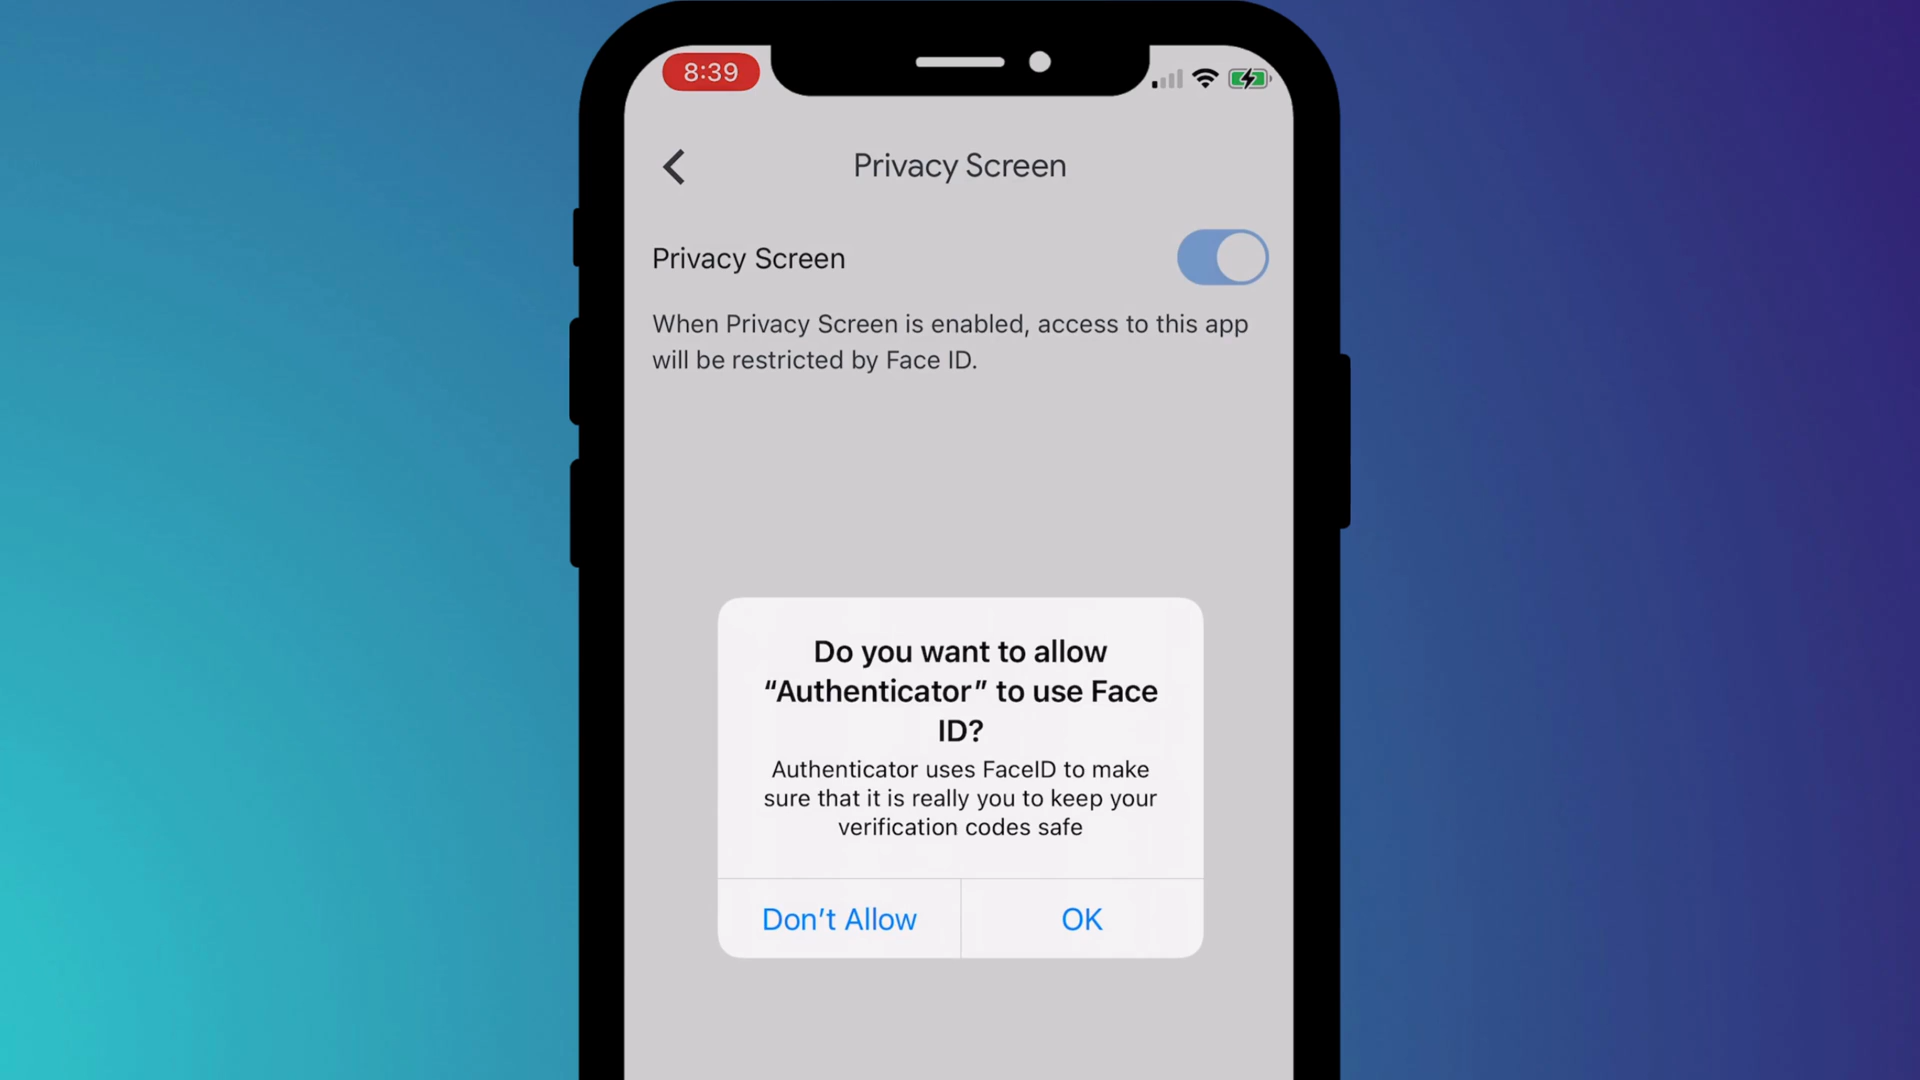 8:39
Privacy Screen
Privacy Screen
When Privacy Screen is enabled, access to this app
will be restricted by Face ID.
Do you want to allow
“Authenticator” to use Face
ID?
Authenticator uses FaceID to make
sure that it is really you to keep your
verification codes safe
Don’t Allow
OK